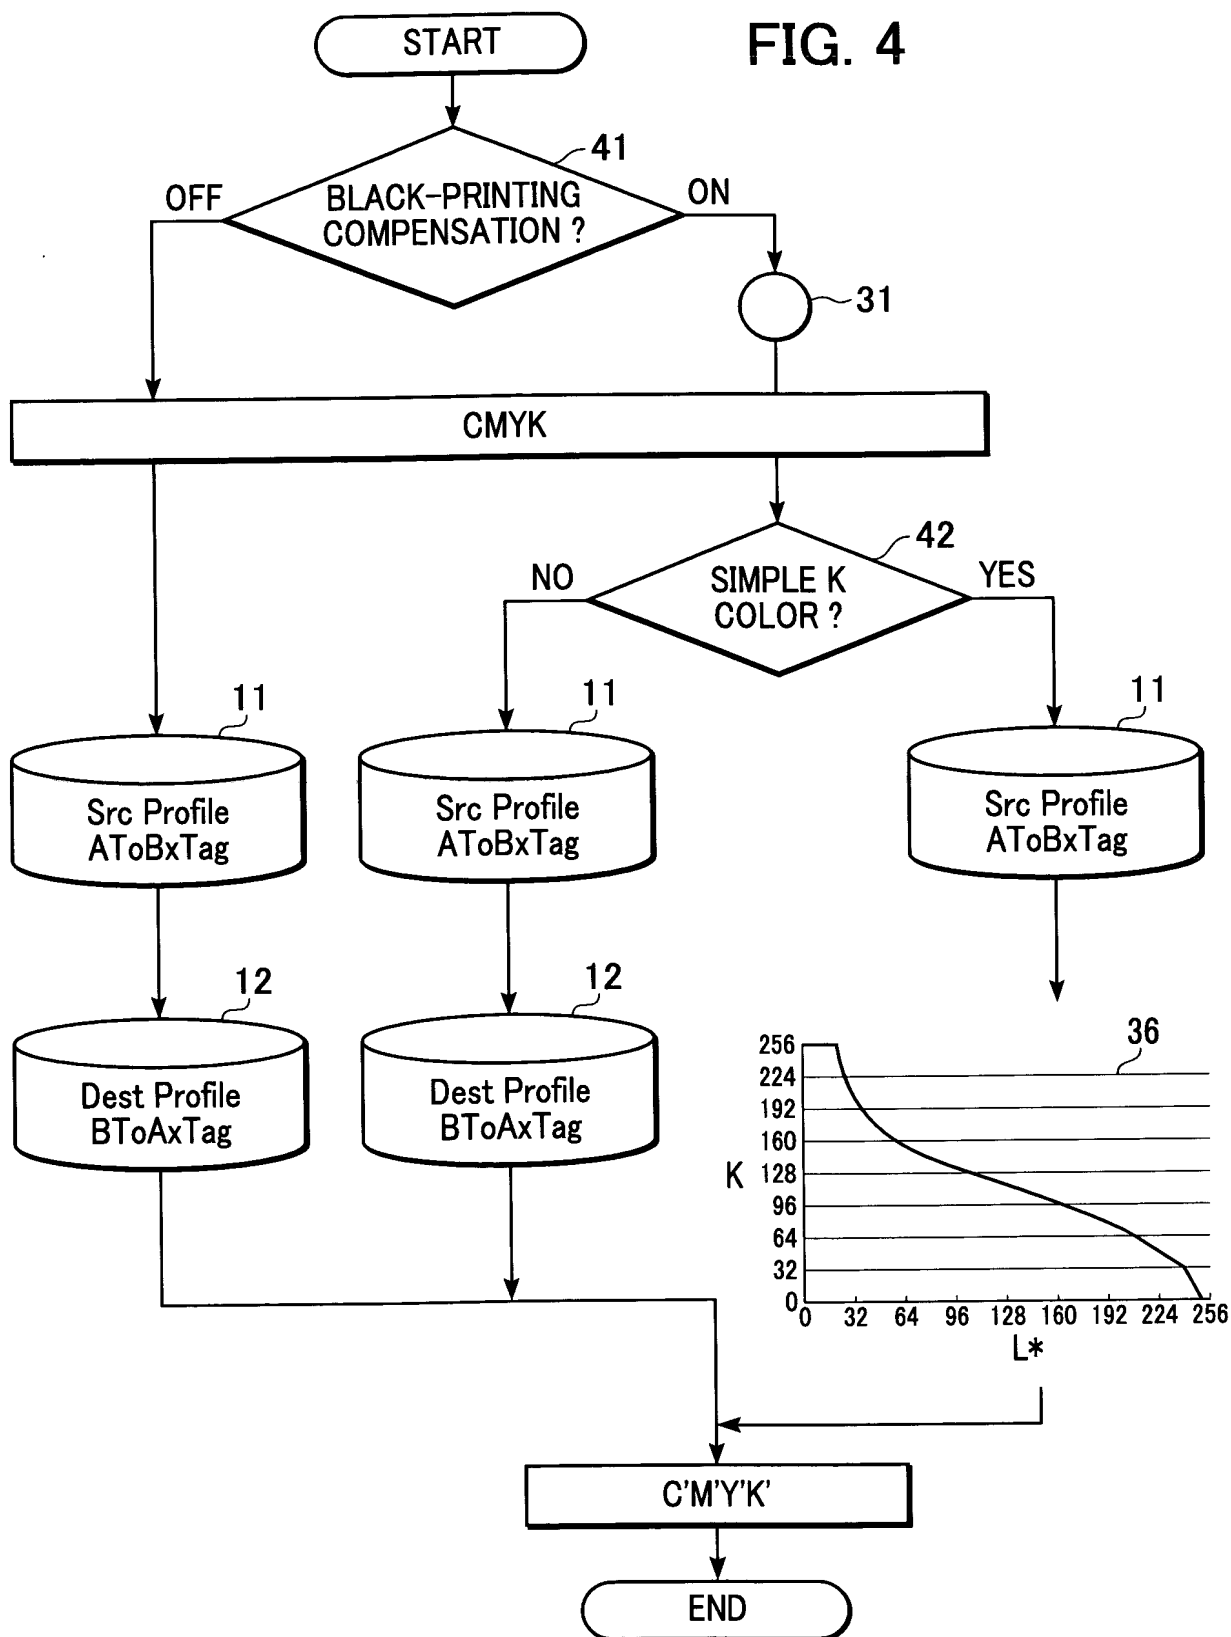 START
FIG. 4
41
OFF
BLACK-PRINTING
COMPENSATION ?
ON
31
CMYK
42
NO
SIMPLE K
COLOR ?
YES
11
Src Profile
AToBxTag
11
Src Profile
AToBxTag
11
Src Profile
AToBxTag
12
Dest Profile
BToAxTag
12
Dest Profile
BToAxTag
36
256
224
192
160
128
96
64
32
0
K
0 32 64 96 128 160 192 224 256
L*
C'M'Y'K'
END